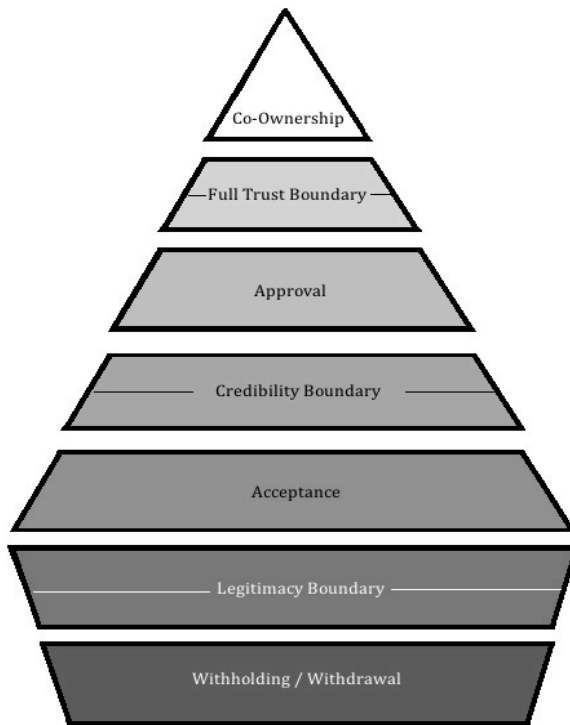 Co-Ownership
Full Trust Boundary
Approval
Credibility Boundary
Acceptance
Legitimacy Boundary
Withholding / Withdrawal